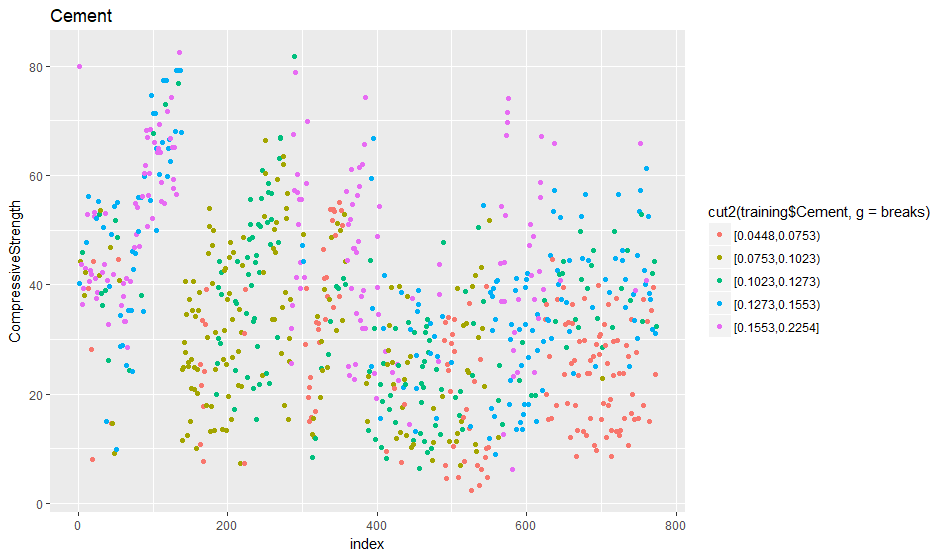 Cement
CompressiveStrength
80
60
40
20
0
0 200 400 600 800
index
cut2(training$Cement, g = breaks)
[0.0448,0.0753)
[0.0753,0.1023)
[0.1023,0.1273)
[0.1273,0.1553)
[0.1553,0.2254]